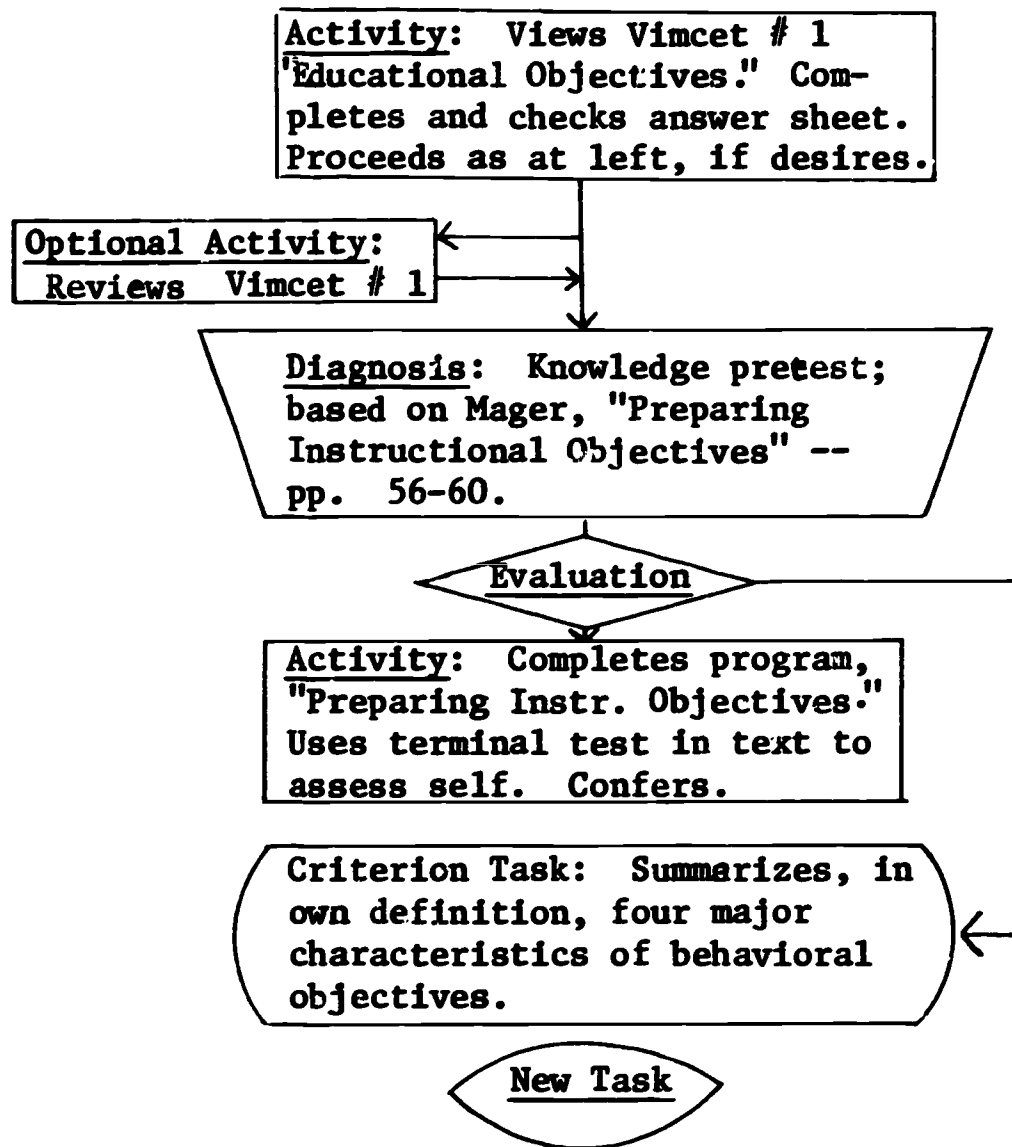 Activity: Views Vimcet # 1
"Educational Objectives." Com-
pletes and checks answer sheet.
Proceeds as at left, if desires.
Optional Activity:
Reviews Vimcet # 1
Diagnosis: Knowledge pretest;
based on Mager, "Preparing
Instructional Objectives" --
pp. 56-60.
Evaluation
Activity: Completes program,
"Preparing Instr. Objectives."
Uses terminal test in text to
assess self. Confers.
Criterion Task: Summarizes, in
own definition, four major
characteristics of behavioral
objectives.
New Task